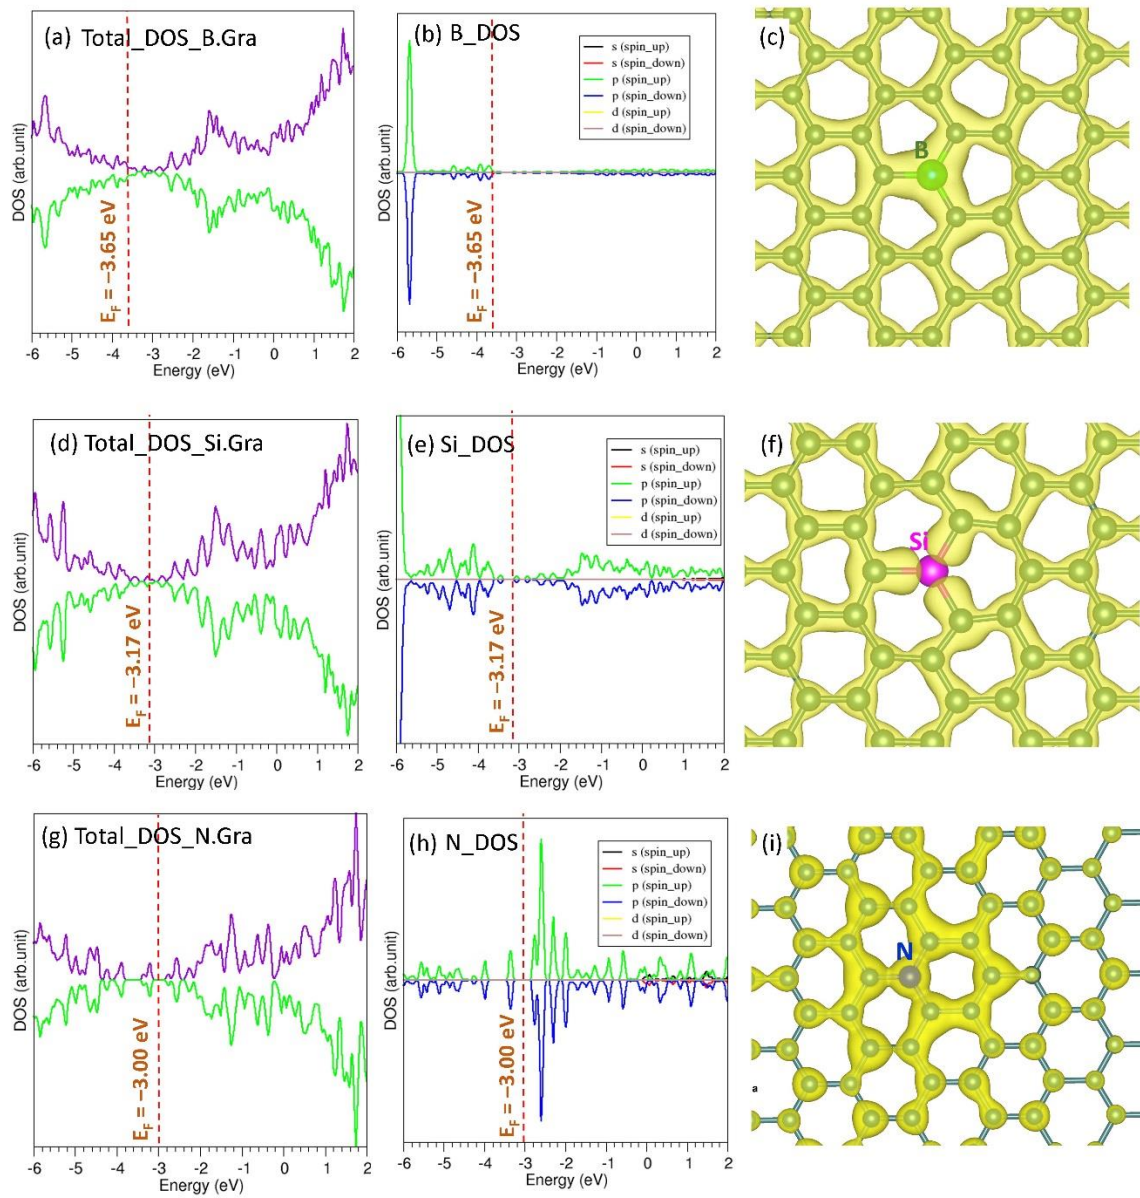 (a) Total_DOS_B.Gra
DOS (arb.unit)
E_F = −3.65 eV
-6 -5 -4 -3 -2 -1 0 1 2
Energy (eV)
(b) B_DOS
s (spin_up)
s (spin_down)
p (spin_up)
p (spin_down)
d (spin_up)
d (spin_down)
DOS (arb.unit)
E_F = −3.65 eV
-6 -5 -4 -3 -2 -1 0 1 2
Energy (eV)
(c)
B
(d) Total_DOS_Si.Gra
DOS (arb.unit)
E_F = −3.17 eV
-6 -5 -4 -3 -2 -1 0 1 2
Energy (eV)
(e) Si_DOS
s (spin_up)
s (spin_down)
p (spin_up)
p (spin_down)
d (spin_up)
d (spin_down)
DOS (arb.unit)
E_F = −3.17 eV
-6 -5 -4 -3 -2 -1 0 1 2
Energy (eV)
(f)
Si
(g) Total_DOS_N.Gra
DOS (arb.unit)
E_F = −3.00 eV
-6 -5 -4 -3 -2 -1 0 1 2
Energy (eV)
(h) N_DOS
s (spin_up)
s (spin_down)
p (spin_up)
p (spin_down)
d (spin_up)
d (spin_down)
DOS (arb.unit)
E_F = −3.00 eV
-6 -5 -4 -3 -2 -1 0 1 2
Energy (eV)
(i)
N
a